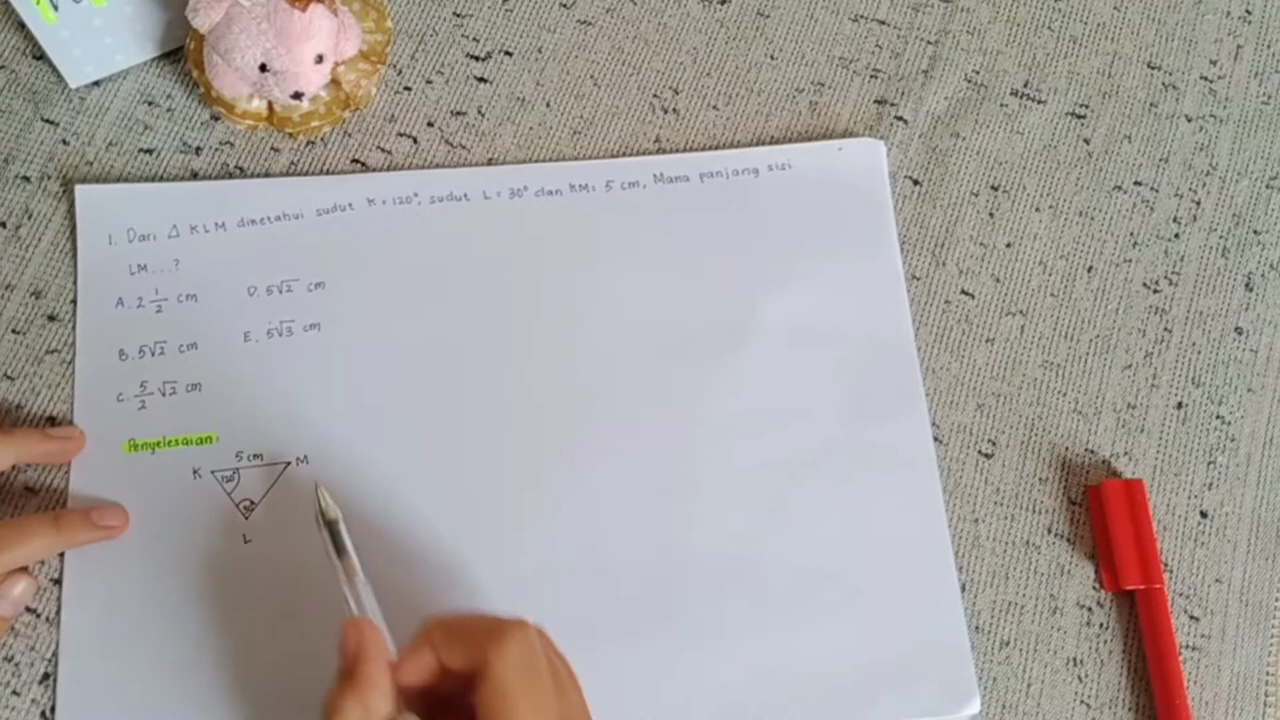 1. Dari Δ KLM diketahui sudut K = 120°, sudut L = 30° dan KM = 5 cm, Mana panjang sisi
LM...?
A. 2 1/2 cm
D. 5√2 cm
B. 5√2 cm
E. 5√3 cm
C. 5/2 √2 cm
Penyelesaian:
5 cm
K
M
120°
L